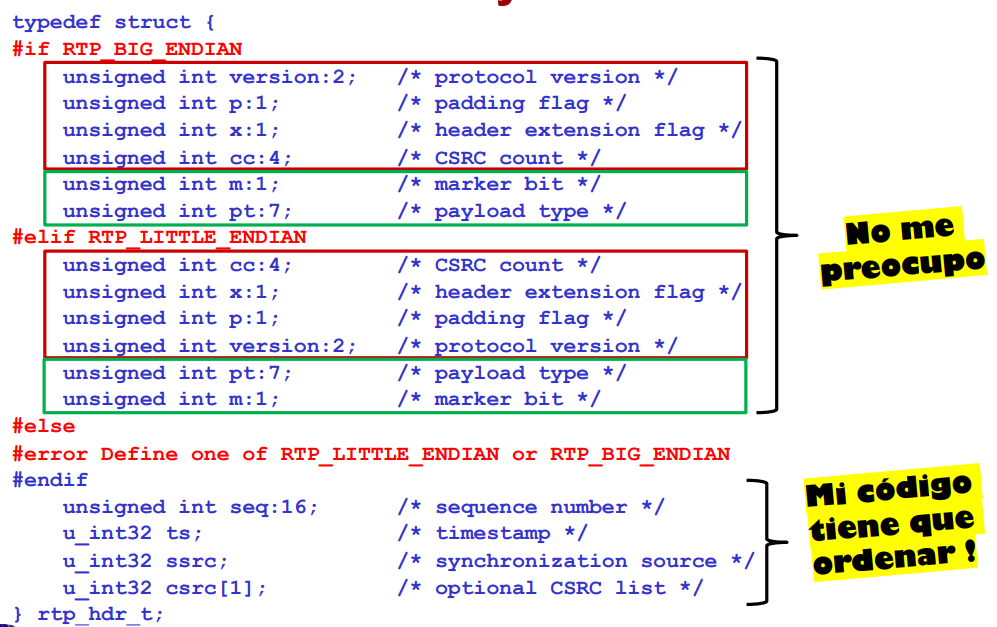 typedef struct {
#if RTP_BIG_ENDIAN
unsigned int version:2; /* protocol version */
unsigned int p:1; /* padding flag */
unsigned int x:1; /* header extension flag */
unsigned int cc:4; /* CSRC count */
unsigned int m:1; /* marker bit */
unsigned int pt:7; /* payload type */
#elif RTP_LITTLE_ENDIAN
unsigned int cc:4; /* CSRC count */
unsigned int x:1; /* header extension flag */
unsigned int p:1; /* padding flag */
unsigned int version:2; /* protocol version */
unsigned int pt:7; /* payload type */
unsigned int m:1; /* marker bit */
#else
#error Define one of RTP_LITTLE_ENDIAN or RTP_BIG_ENDIAN
#endif
unsigned int seq:16; /* sequence number */
u_int32 ts; /* timestamp */
u_int32 ssrc; /* synchronization source */
u_int32 csrc[1]; /* optional CSRC list */
} rtp_hdr_t;
No me
preocupo
Mi código
tiene que
ordenar !